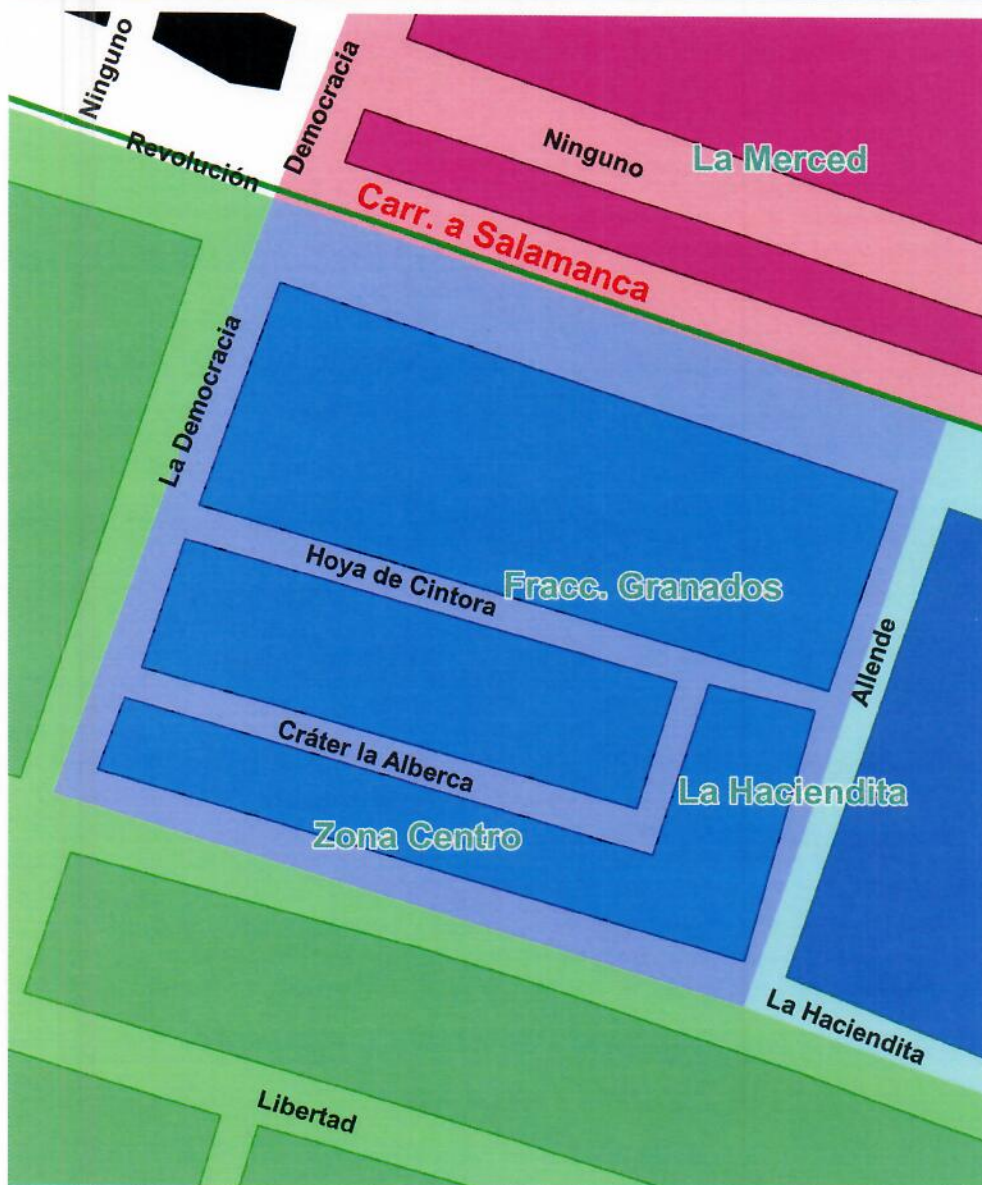 Ninguno
Democracia
Revolución
Ninguno
La Merced
Carr. a Salamanca
La Democracia
Hoya de Cintora
Fracc. Granados
Allende
Cráter la Alberca
La Haciendita
Zona Centro
La Haciendita
Libertad